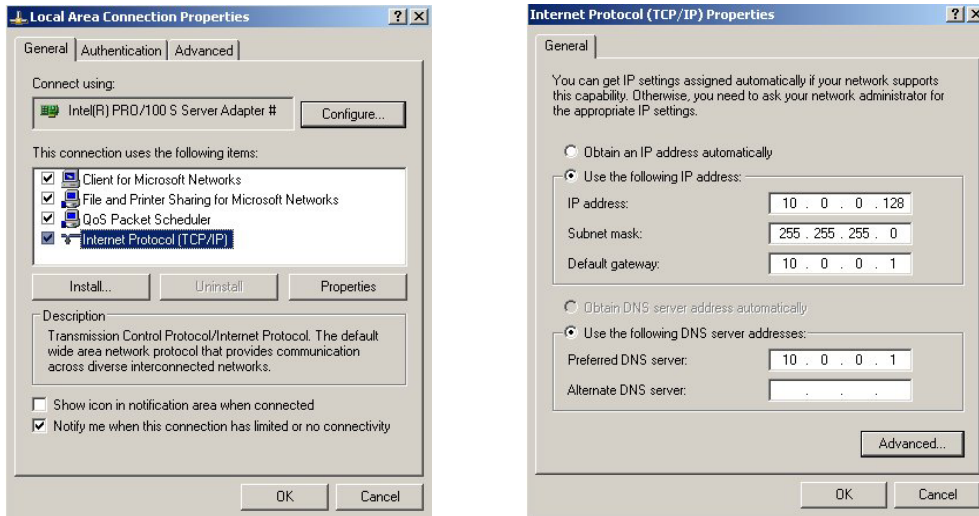 Local Area Connection Properties
General
Authentication
Advanced
Connect using:
Intel(R) PRO/100 S Server Adapter #
Configure...
This connection uses the following items:
Client for Microsoft Networks
File and Printer Sharing for Microsoft Networks
QoS Packet Scheduler
Internet Protocol (TCP/IP)
Install...
Uninstall
Properties
Description
Transmission Control Protocol/Internet Protocol. The default
wide area network protocol that provides communication
across diverse interconnected networks.
Show icon in notification area when connected
Notify me when this connection has limited or no connectivity
OK
Cancel
Internet Protocol (TCP/IP) Properties
General
You can get IP settings assigned automatically if your network supports
this capability. Otherwise, you need to ask your network administrator for
the appropriate IP settings.
Obtain an IP address automatically
Use the following IP address:
IP address: 10 . 0 . 0 . 128
Subnet mask: 255 . 255 . 255 . 0
Default gateway: 10 . 0 . 0 . 1
Obtain DNS server address automatically
Use the following DNS server addresses:
Preferred DNS server: 10 . 0 . 0 . 1
Alternate DNS server: . . .
Advanced...
OK
Cancel